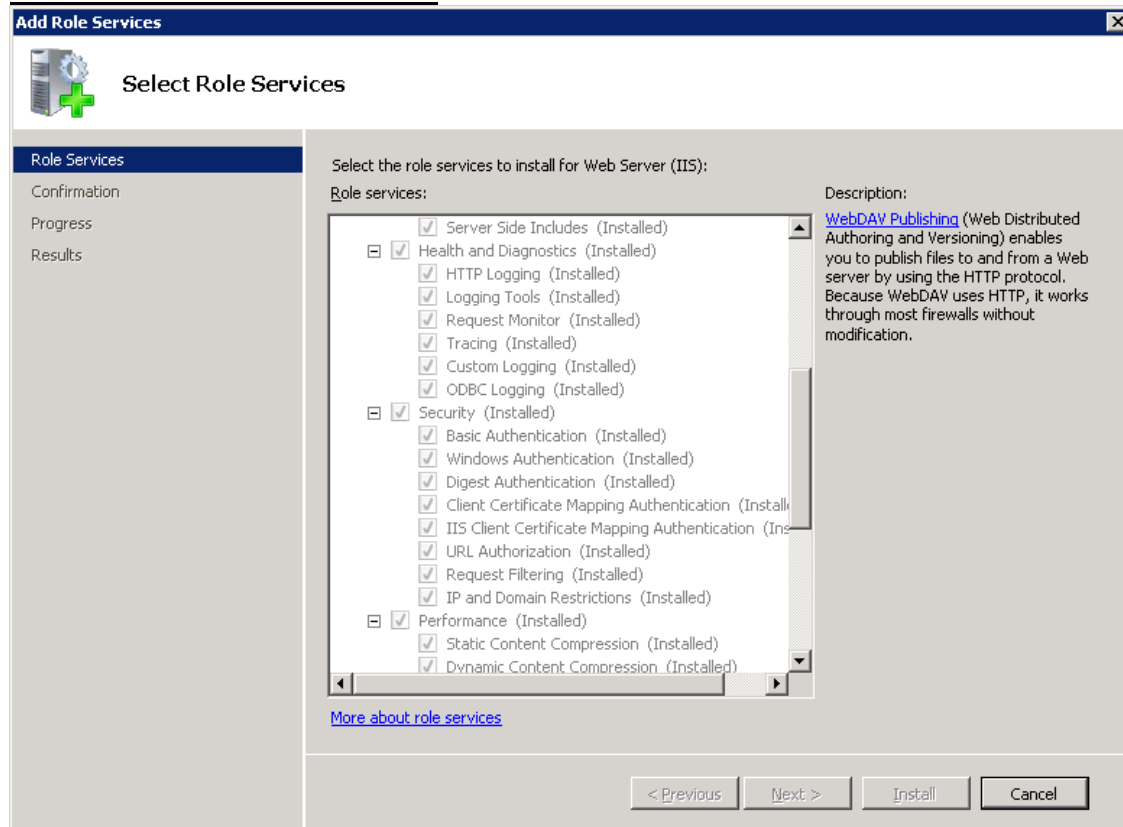 Add Role Services
Select Role Services
Role Services
Confirmation
Progress
Results
Select the role services to install for Web Server (IIS):
Role services:
Server Side Includes (Installed)
Health and Diagnostics (Installed)
HTTP Logging (Installed)
Logging Tools (Installed)
Request Monitor (Installed)
Tracing (Installed)
Custom Logging (Installed)
ODBC Logging (Installed)
Security (Installed)
Basic Authentication (Installed)
Windows Authentication (Installed)
Digest Authentication (Installed)
Client Certificate Mapping Authentication (Install
IIS Client Certificate Mapping Authentication (Ins
URL Authorization (Installed)
Request Filtering (Installed)
IP and Domain Restrictions (Installed)
Performance (Installed)
Static Content Compression (Installed)
Dynamic Content Compression (Installed)
More about role services
Description:
WebDAV Publishing (Web Distributed
Authoring and Versioning) enables
you to publish files to and from a Web
server by using the HTTP protocol.
Because WebDAV uses HTTP, it works
through most firewalls without
modification.
< Previous
Next >
Install
Cancel